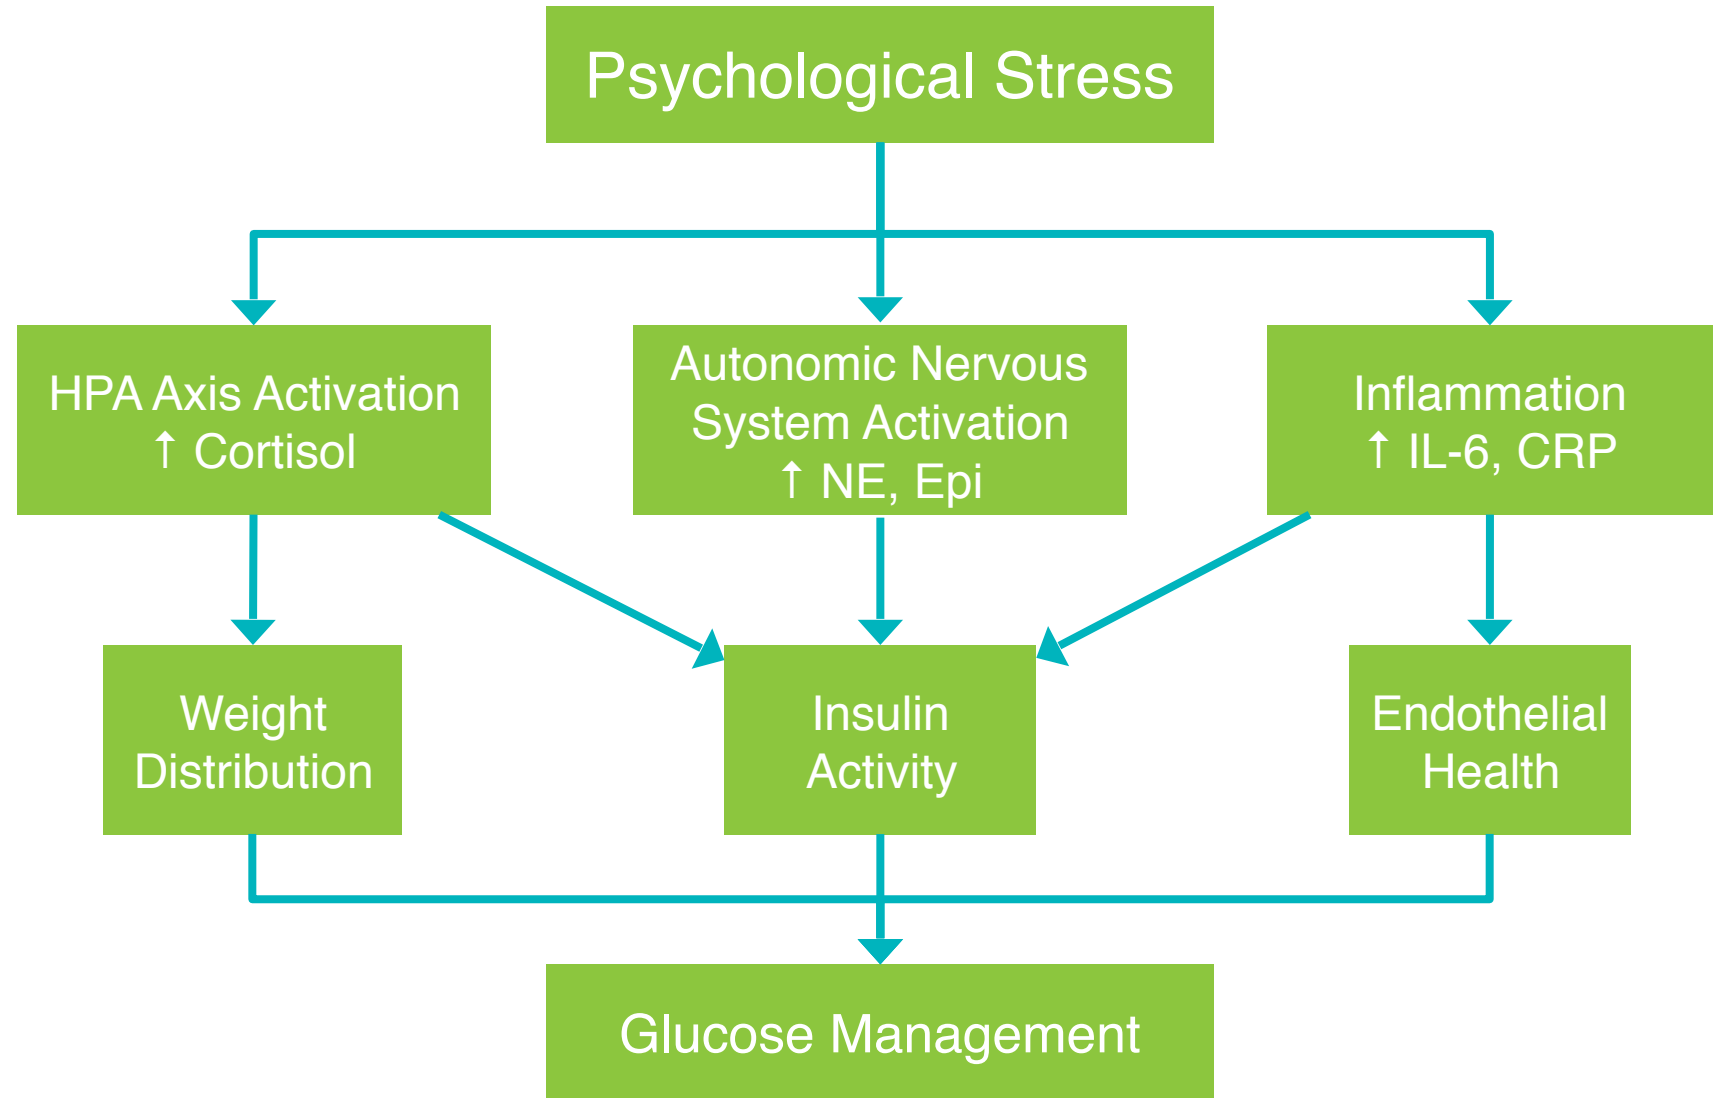 Psychological Stress
HPA Axis Activation
↑ Cortisol
Autonomic Nervous
System Activation
↑ NE, Epi
Inflammation
↑ IL-6, CRP
Weight
Distribution
Insulin
Activity
Endothelial
Health
Glucose Management